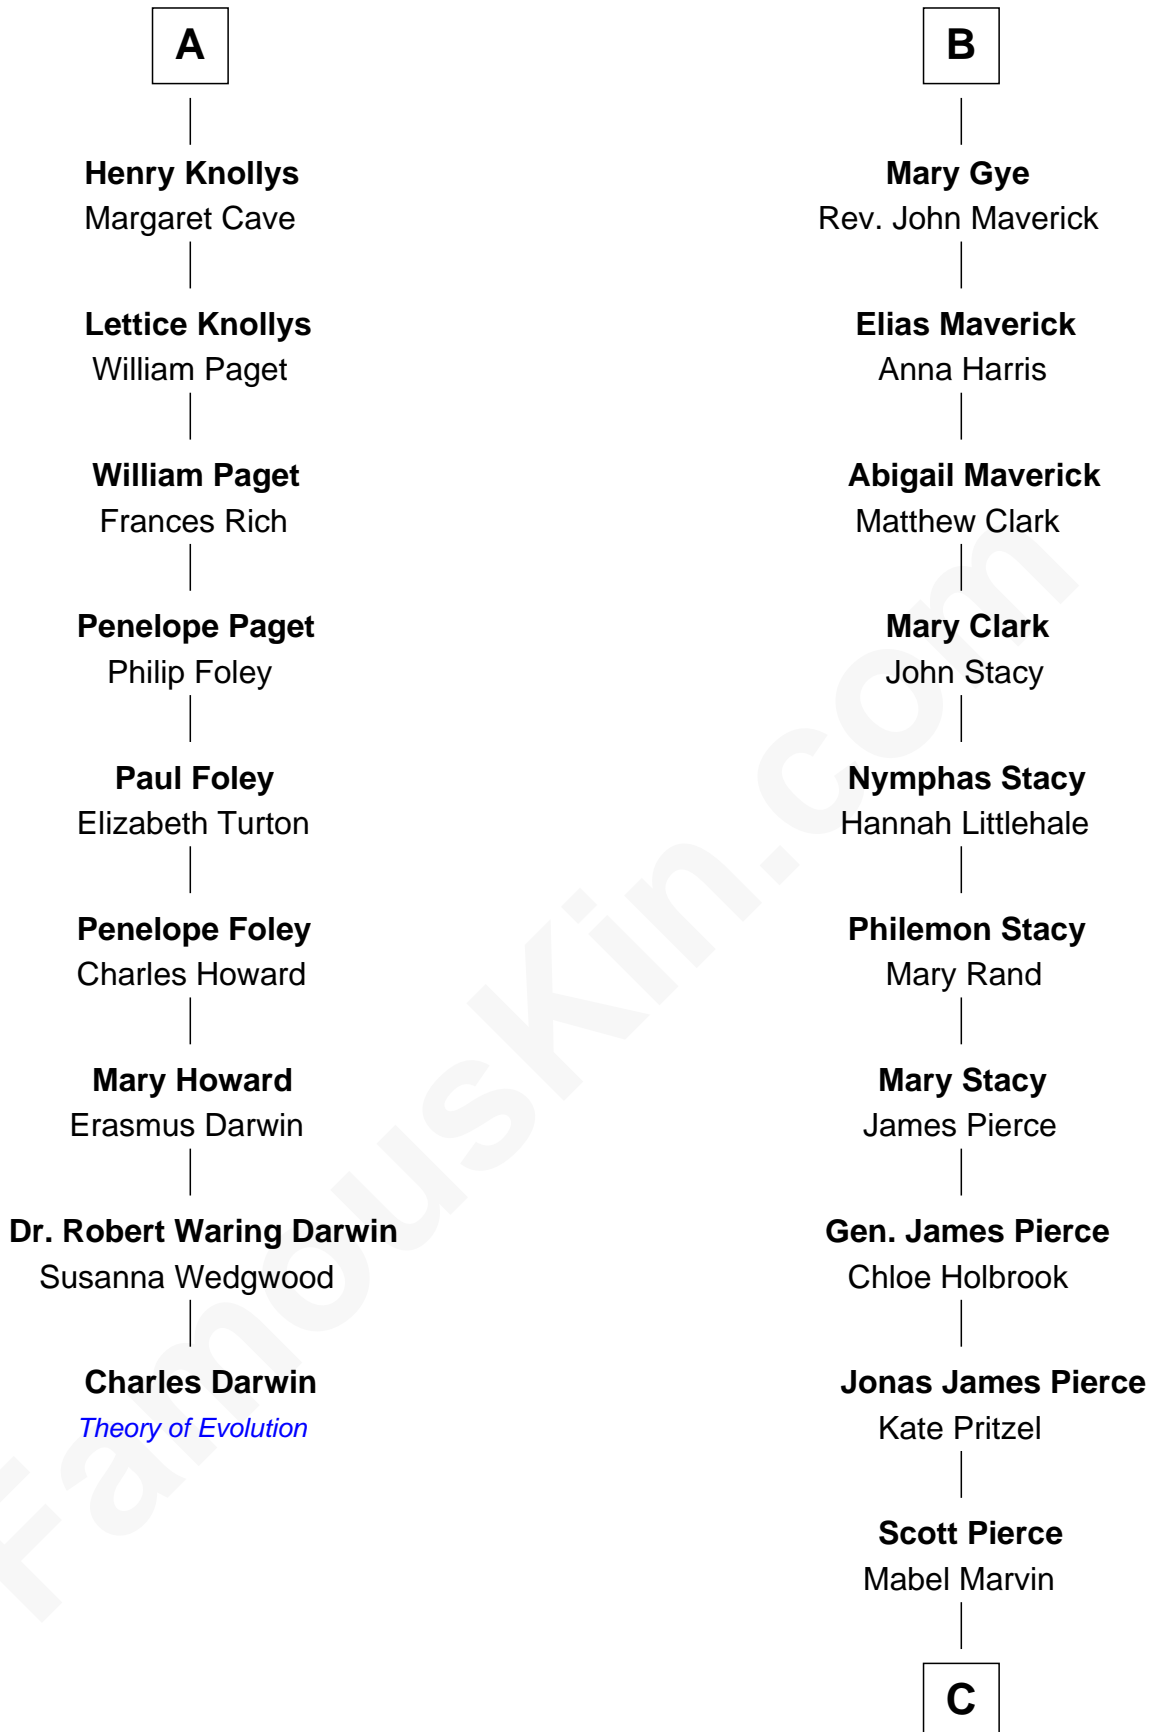 A
Henry Knollys
Margaret Cave
Lettice Knollys
William Paget
William Paget
Frances Rich
Penelope Paget
Philip Foley
Paul Foley
Elizabeth Turton
Penelope Foley
Charles Howard
Mary Howard
Erasmus Darwin
Dr. Robert Waring Darwin
Susanna Wedgwood
Charles Darwin
Theory of Evolution
B
Mary Gye
Rev. John Maverick
Elias Maverick
Anna Harris
Abigail Maverick
Matthew Clark
Mary Clark
John Stacy
Nymphas Stacy
Hannah Littlehale
Philemon Stacy
Mary Rand
Mary Stacy
James Pierce
Gen. James Pierce
Chloe Holbrook
Jonas James Pierce
Kate Pritzel
Scott Pierce
Mabel Marvin
C
FamousKin.com